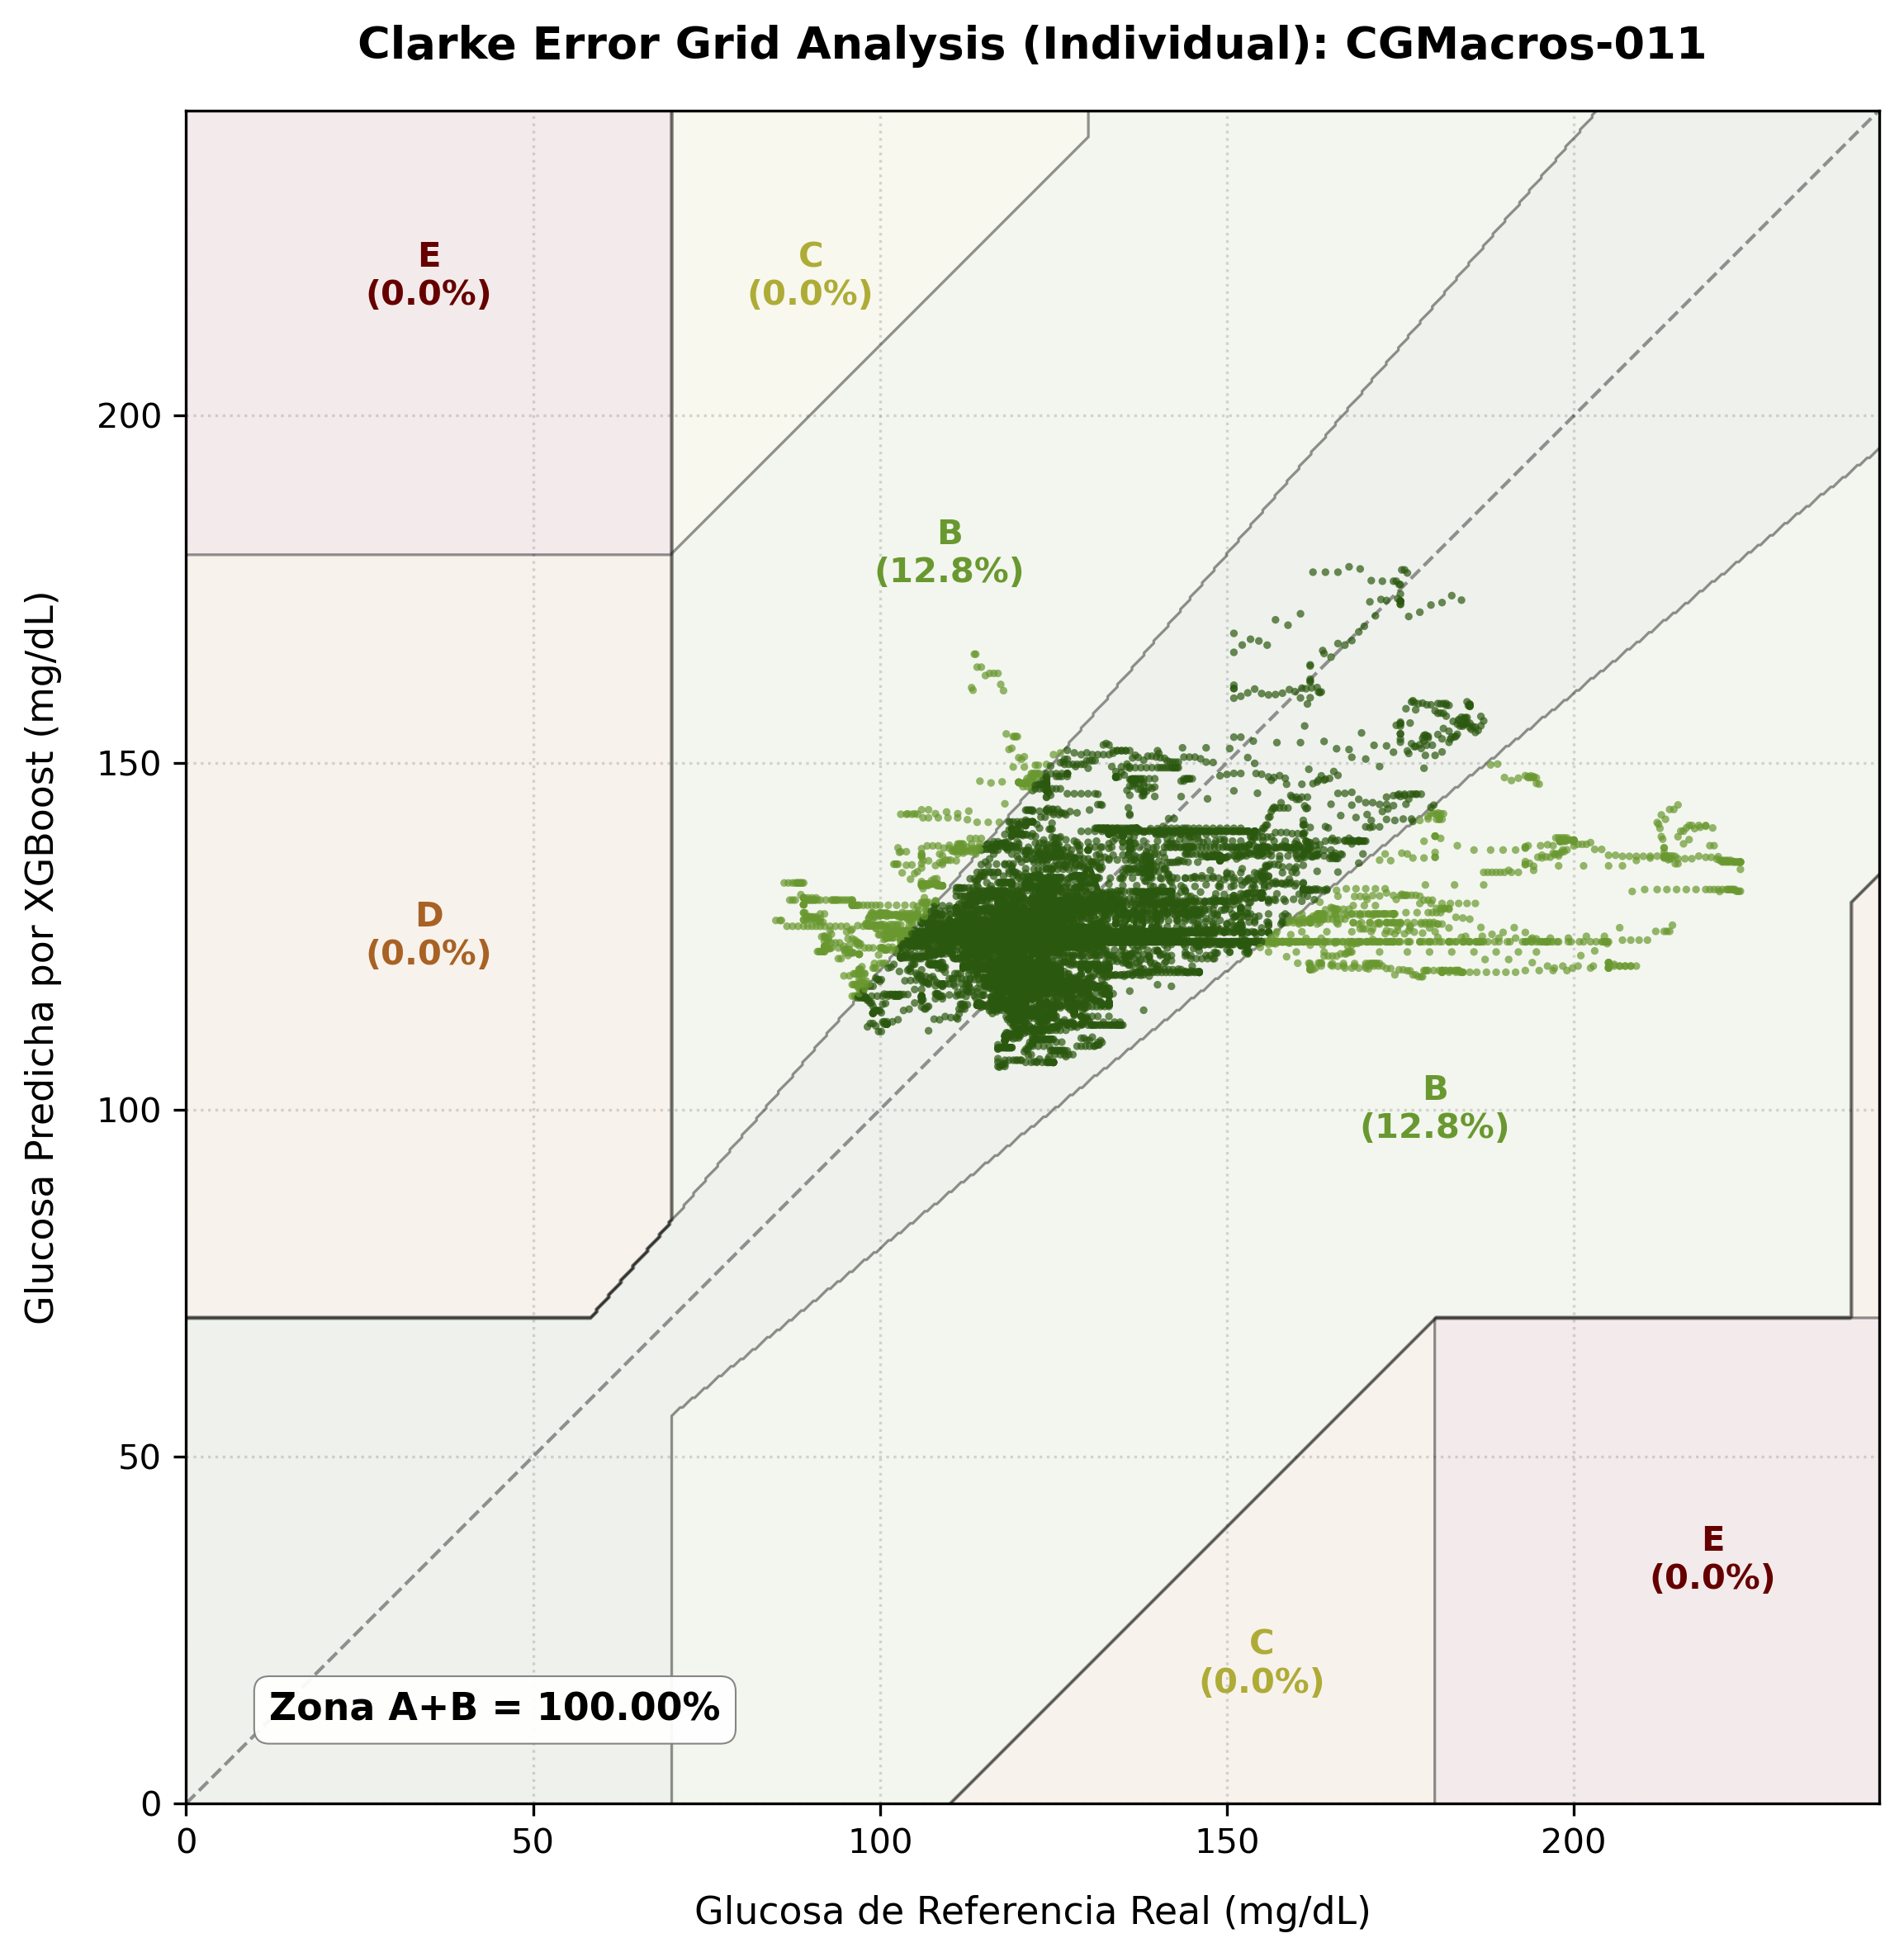 Clarke Error Grid Analysis (Individual): CGMacros-011
Glucosa Predicha por XGBoost (mg/dL)
200
150
100
50
0
E
(0.0%)
C
(0.0%)
B
(12.8%)
D
(0.0%)
B
(12.8%)
E
(0.0%)
C
(0.0%)
Zona A+B = 100.00%
0
50
100
150
200
Glucosa de Referencia Real (mg/dL)